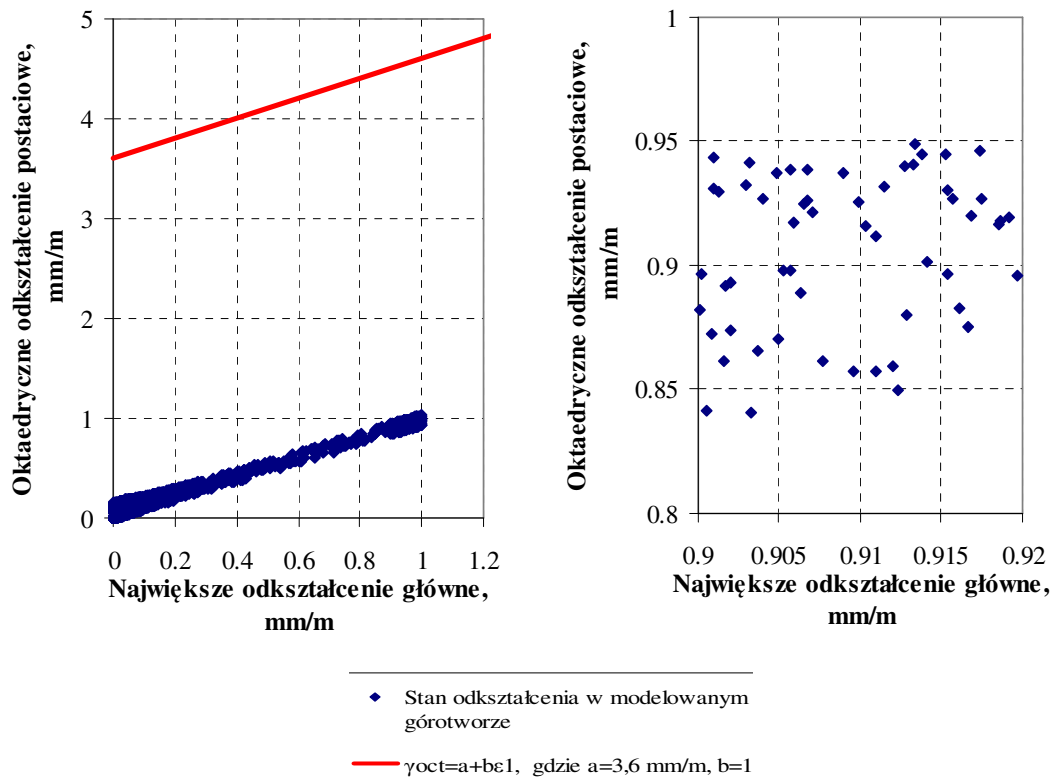 Oktaedryczne odkształcenie postaciowe,
mm/m
5
4
3
2
1
0
0 0.2 0.4 0.6 0.8 1 1.2
Największe odkształcenie główne,
mm/m
Oktaedryczne odkształcenie postaciowe,
mm/m
1
0.95
0.9
0.85
0.8
0.9 0.905 0.91 0.915 0.92
Największe odkształcenie główne,
mm/m
Stan odkształcenia w modelowanym
górotworze
γoct=a+bε1, gdzie a=3,6 mm/m, b=1